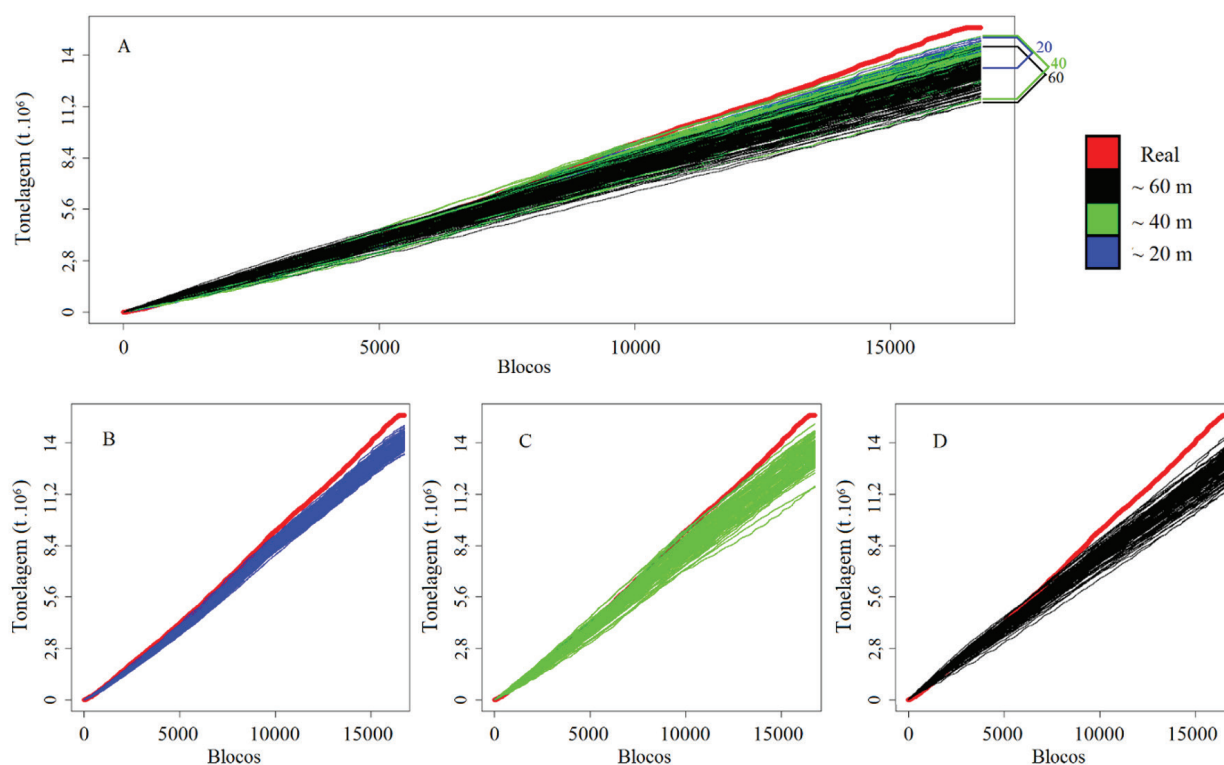 A
Tonelagem (t .10⁶)
14
11,2
8,4
5,6
2,8
0
0
5000
10000
15000
Blocos
20
40
60
Real
~ 60 m
~ 40 m
~ 20 m
B
Tonelagem (t .10⁶)
14
11,2
8,4
5,6
2,8
0
0
5000
10000
15000
Blocos
C
Tonelagem (t .10⁶)
14
11,2
8,4
5,6
2,8
0
0
5000
10000
15000
Blocos
D
Tonelagem (t .10⁶)
14
11,2
8,4
5,6
2,8
0
0
5000
10000
15000
Blocos